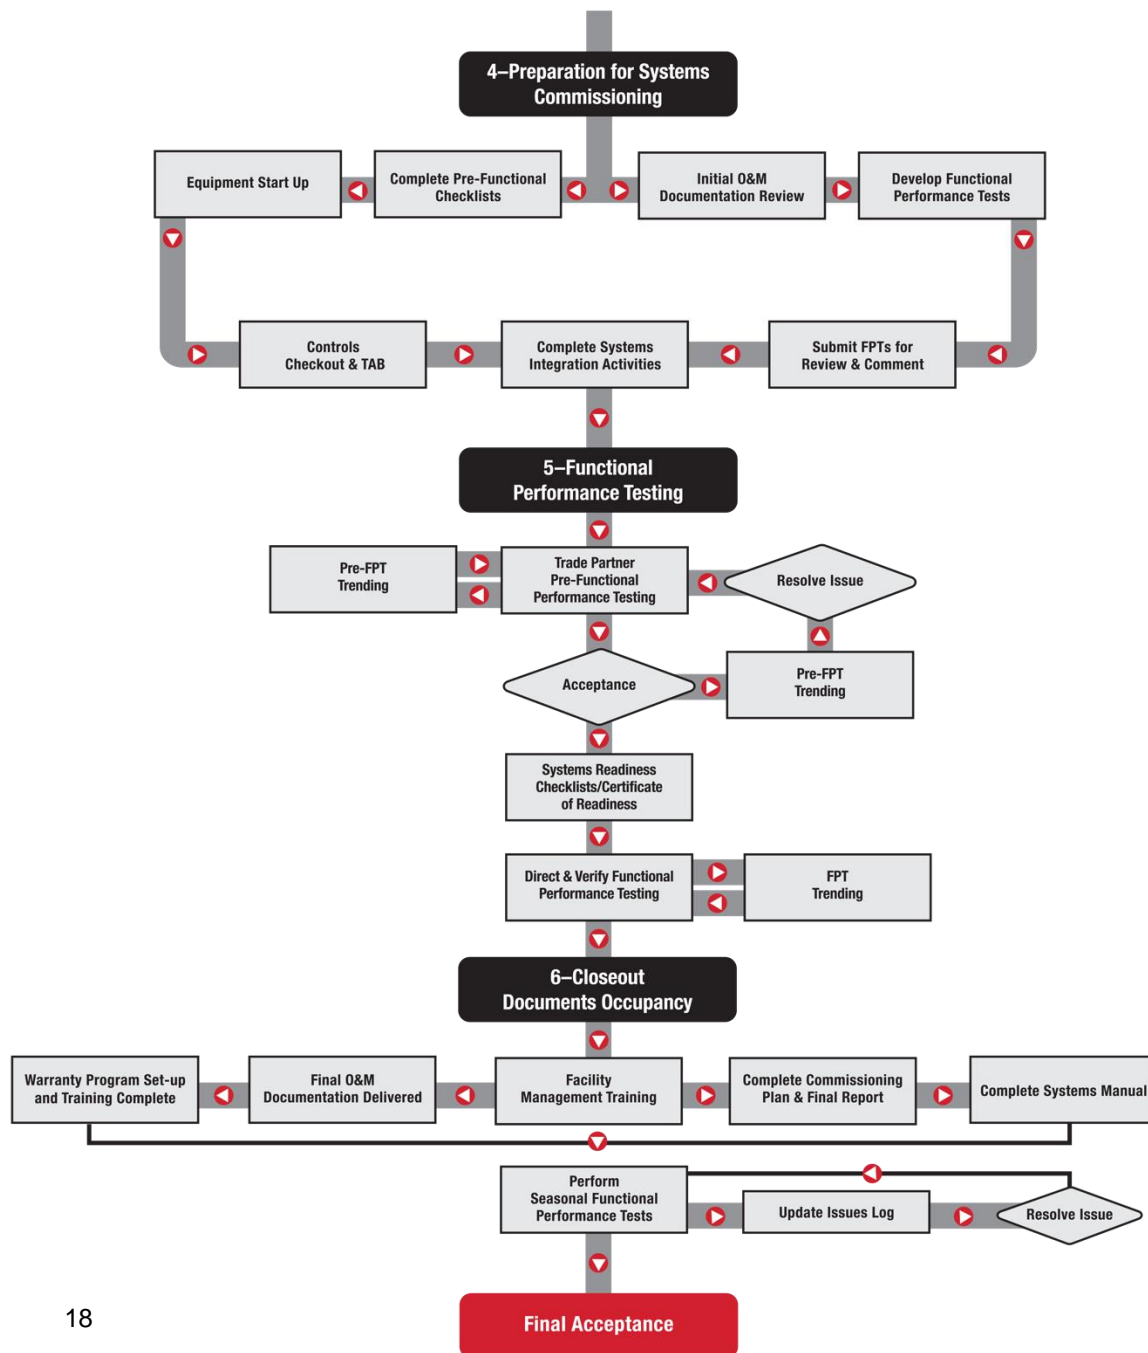 4–Preparation for Systems
Commissioning
Equipment Start Up
Complete Pre-Functional
Checklists
Initial O&M
Documentation Review
Develop Functional
Performance Tests
Controls
Checkout & TAB
Complete Systems
Integration Activities
Submit FPTs for
Review & Comment
5–Functional
Performance Testing
Pre-FPT
Trending
Trade Partner
Pre-Functional
Performance Testing
Resolve Issue
Acceptance
Pre-FPT
Trending
Systems Readiness
Checklists/Certificate
of Readiness
Direct & Verify Functional
Performance Testing
FPT
Trending
6–Closeout
Documents Occupancy
Warranty Program Set-up
and Training Complete
Final O&M
Documentation Delivered
Facility
Management Training
Complete Commissioning
Plan & Final Report
Complete Systems Manual
Perform
Seasonal Functional
Performance Tests
Update Issues Log
Resolve Issue
Final Acceptance
18